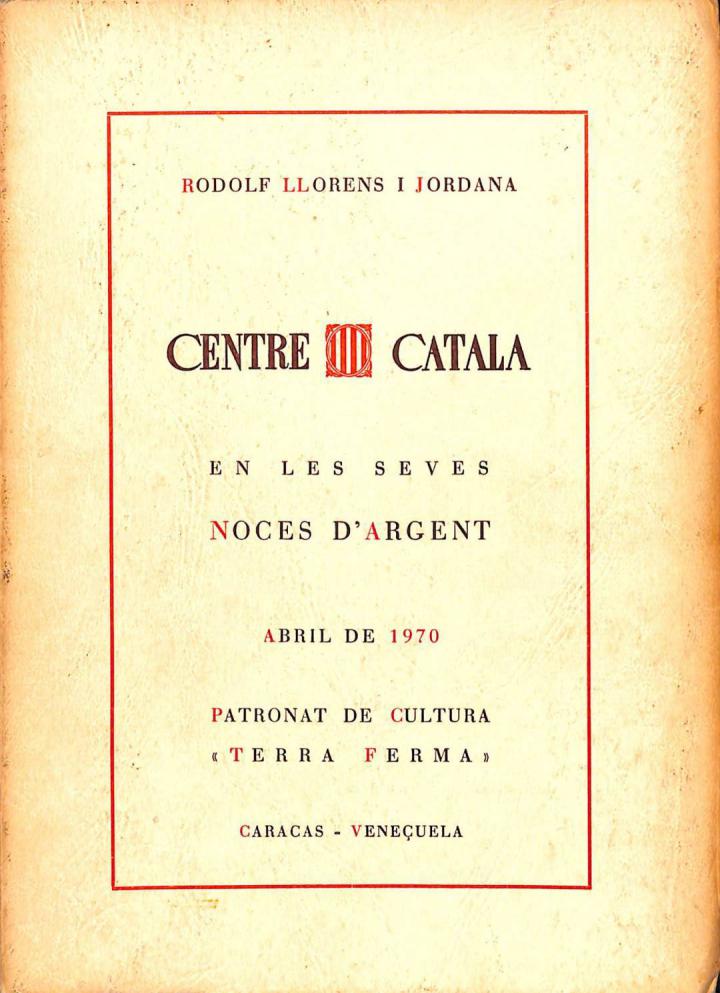 RODOLF LLORENS I JORDANA
CENTRE CATALA
EN LES SEVES
NOCES D'ARGENT
ABRIL DE 1970
PATRONAT DE CULTURA
« TERRA FERMA »
CARACAS - VENEÇUELA